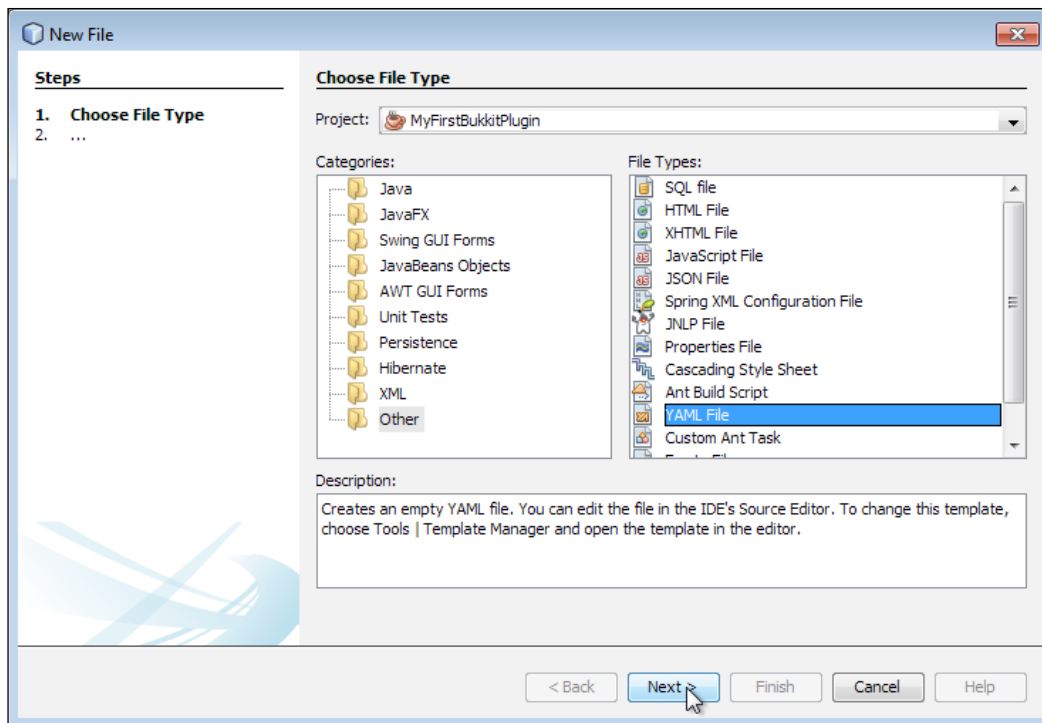 New File
Steps
1. Choose File Type
2. ...
Choose File Type
Project: MyFirstBukkitPlugin
Categories:
Java
JavaFX
Swing GUI Forms
JavaBeans Objects
AWT GUI Forms
Unit Tests
Persistence
Hibernate
XML
Other
File Types:
SQL file
HTML File
XHTML File
JavaScript File
JSON File
Spring XML Configuration File
JNLP File
Properties File
Cascading Style Sheet
Ant Build Script
YAML File
Custom Ant Task
Description:
Creates an empty YAML file. You can edit the file in the IDE's Source Editor. To change this template,
choose Tools | Template Manager and open the template in the editor.
< Back Next > Finish Cancel Help